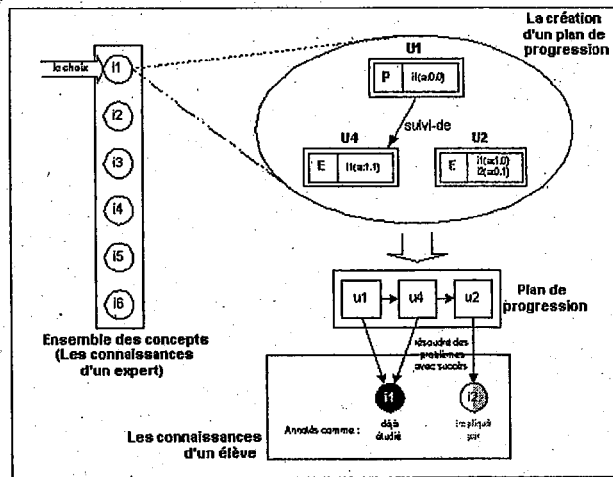 La création
d'un plan de
progression
le choix
i1
i2
i3
i4
i5
i6
Ensemble des concepts
(Les connaissances
d'un expert)
U1
P i1(a:0.0)
suivi-de
U4
E i1(a:1.1)
U2
E i1(a:1.0)
i2(a:0.1)
Plan de
progression
u1
u4
u2
résoudre des
problèmes
avec succès
i1
i2
Annotés comme :
déjà
étudié
impliqué
par
Les connaissances
d'un élève